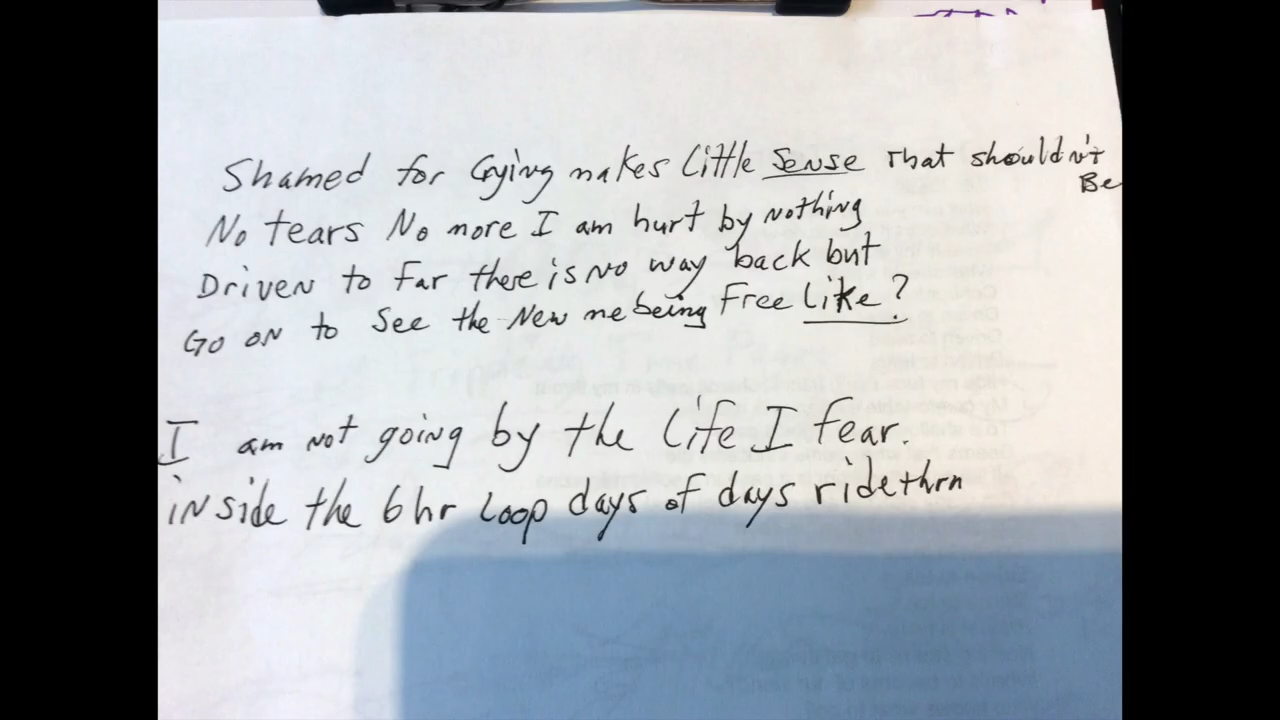 Shamed for Crying makes Little Sense That shouldn't
Be
No tears No more I am hurt by nothing
Driven to Far there is no way back but
Go on to See the New me being Free Like?
I am not going by the Life I fear.
inside the 6hr Loop days of days ridethrn